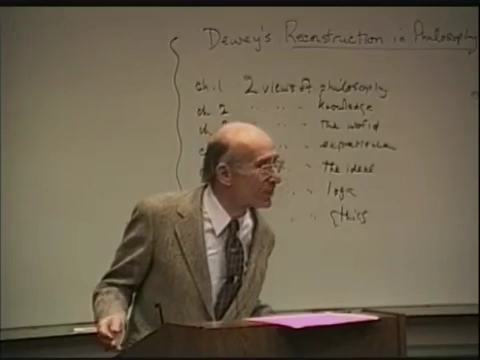 Dewey's Reconstruction in Philosophy
ch. 1 2 views of philosophy
ch 2 " " " knowledge
ch " " " the world
c " " experience
" the ideal
" logic
" ethics